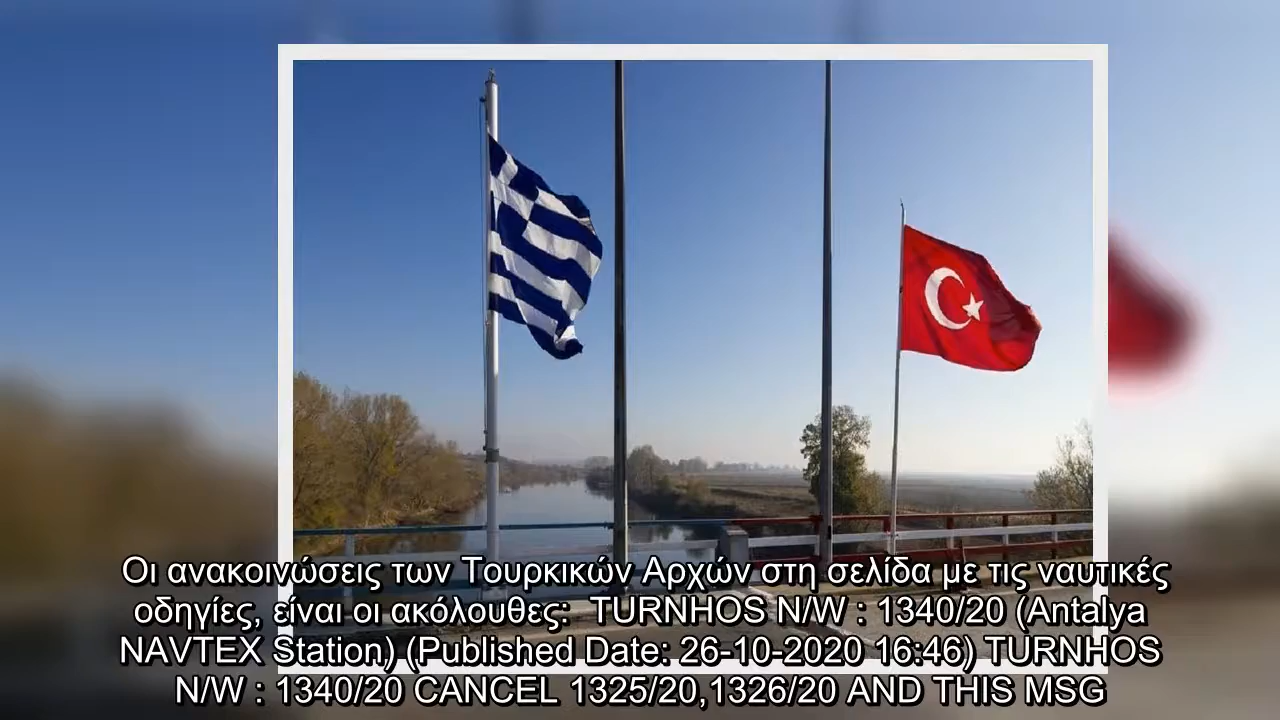 Οι ανακοινώσεις των Τουρκικών Αρχών στη σελίδα με τις ναυτικές
οδηγίες, είναι οι ακόλουθες: TURNHOS N/W : 1340/20 (Antalya
NAVTEX Station) (Published Date: 26-10-2020 16:46) TURNHOS
N/W : 1340/20 CANCEL 1325/20,1326/20 AND THIS MSG